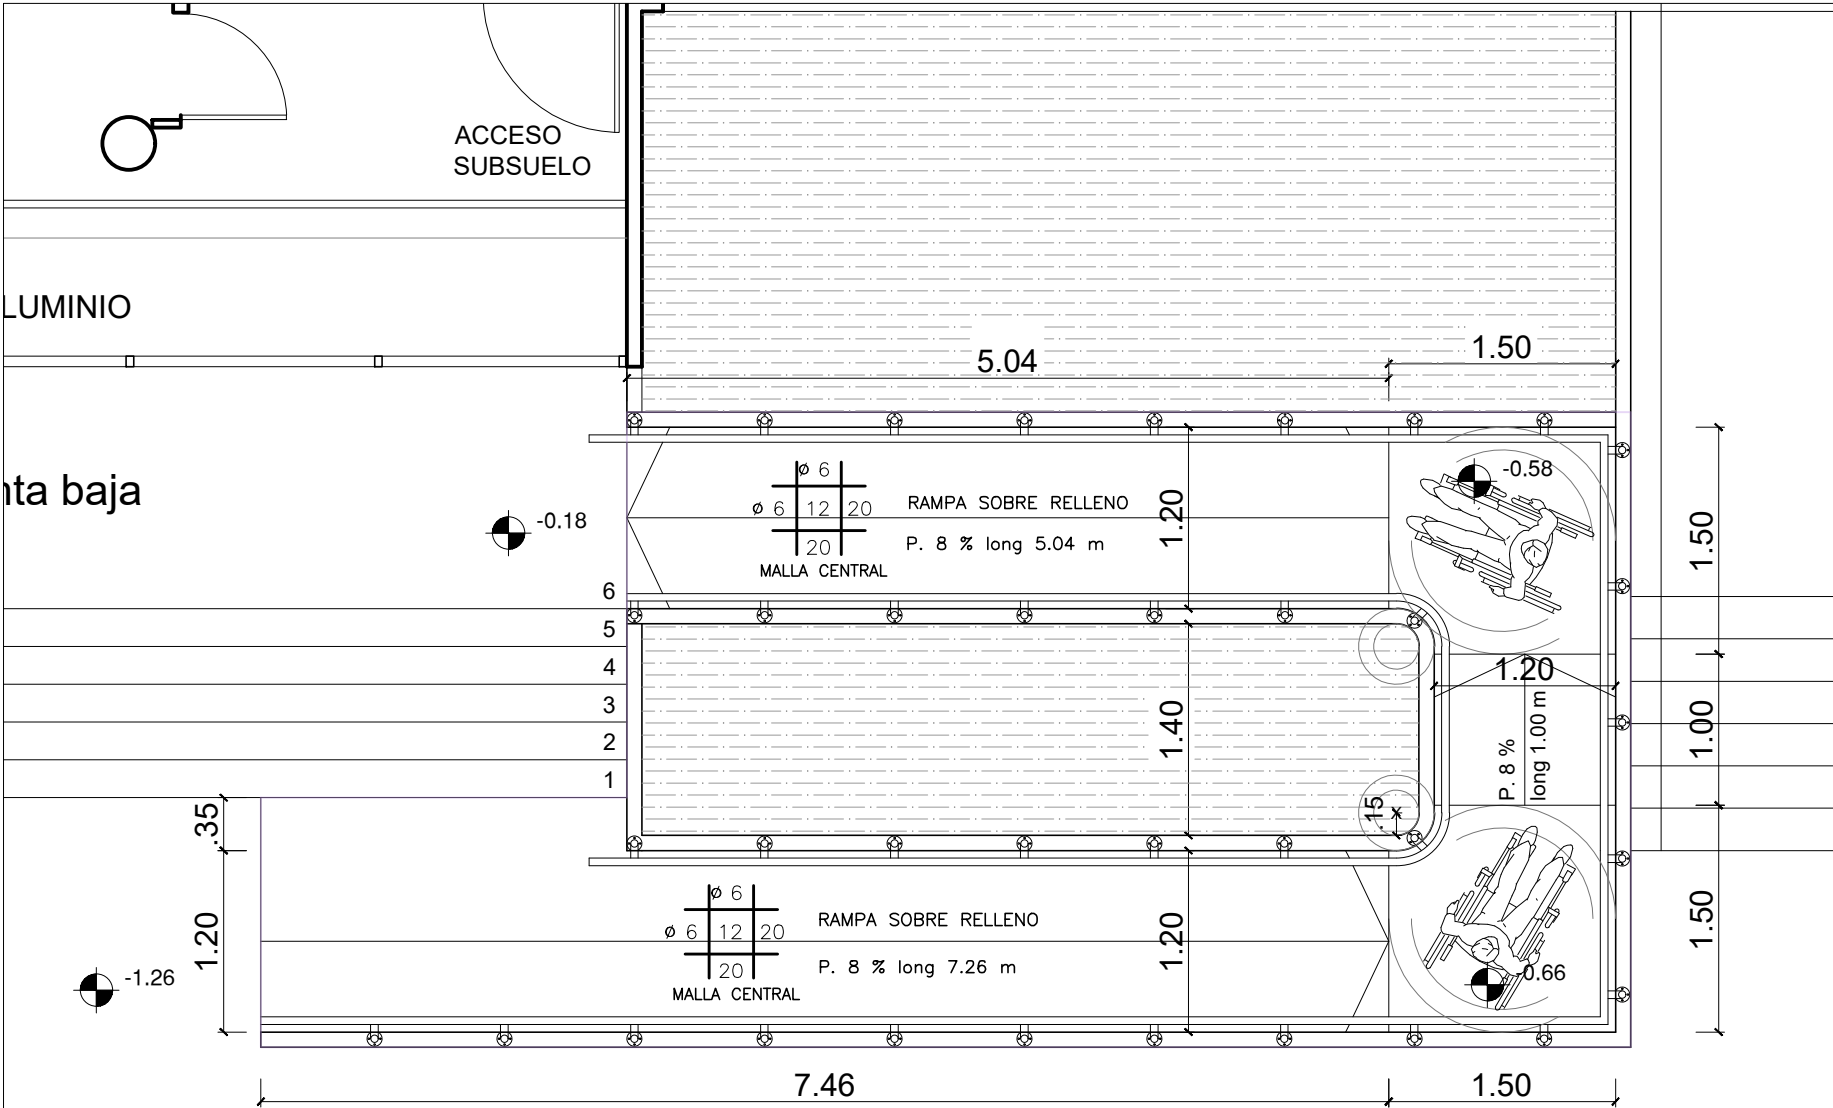 ACCESO
SUBSUELO
LUMINIO
5.04
1.50
nta baja
-0.18
ø 6
ø 6 12 20
20
MALLA CENTRAL
RAMPA SOBRE RELLENO
P. 8 % long 5.04 m
1.20
-0.58
1.50
6
5
4
3
2
1
1.40
1.20
P. 8 %
long 1.00 m
1.00
.15
x
.35
1.20
-1.26
ø 6
ø 6 12 20
20
MALLA CENTRAL
RAMPA SOBRE RELLENO
P. 8 % long 7.26 m
1.20
-0.66
1.50
7.46
1.50